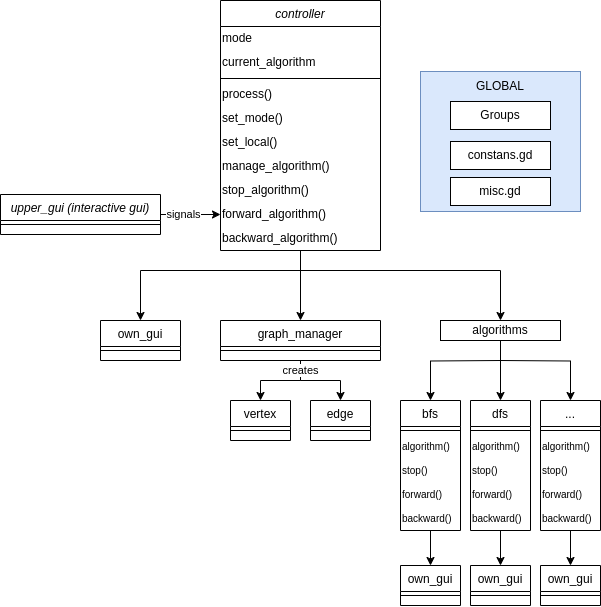 controller
mode
current_algorithm
process()
set_mode()
set_local()
manage_algorithm()
stop_algorithm()
forward_algorithm()
backward_algorithm()
GLOBAL
Groups
constans.gd
misc.gd
upper_gui (interactive gui)
signals
own_gui
graph_manager
algorithms
creates
vertex
edge
bfs
algorithm()
stop()
forward()
backward()
dfs
algorithm()
stop()
forward()
backward()
...
algorithm()
stop()
forward()
backward()
own_gui
own_gui
own_gui